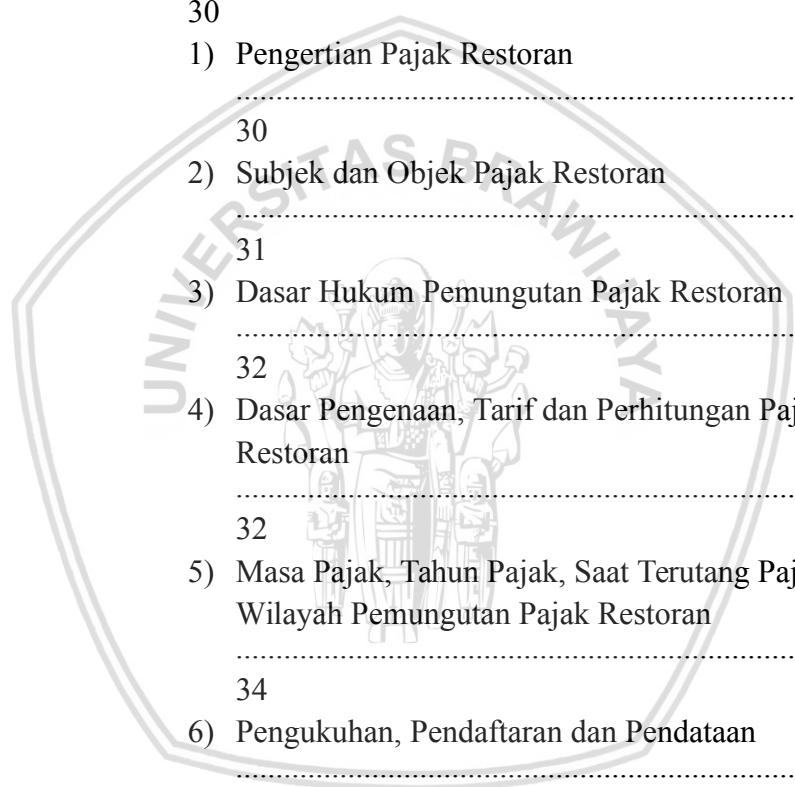 30
1) Pengertian Pajak Restoran
................................................................
30
2) Subjek dan Objek Pajak Restoran
................................................................
31
3) Dasar Hukum Pemungutan Pajak Restoran
................................................................
32
4) Dasar Pengenaan, Tarif dan Perhitungan Paj
Restoran
................................................................
32
5) Masa Pajak, Tahun Pajak, Saat Terutang Paj
Wilayah Pemungutan Pajak Restoran
................................................................
34
6) Pengukuhan, Pendaftaran dan Pendataan
................................................................
UNIVERSITAS BRAWIJAYA